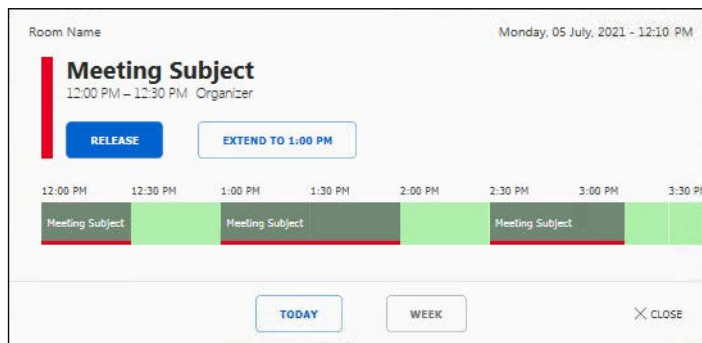 Room Name
Monday, 05 July, 2021 - 12:10 PM
Meeting Subject
12:00 PM – 12:30 PM Organizer
RELEASE
EXTEND TO 1:00 PM
12:00 PM 12:30 PM 1:00 PM 1:30 PM 2:00 PM 2:30 PM 3:00 PM 3:30 P
Meeting Subject Meeting Subject Meeting Subject
TODAY
WEEK
CLOSE